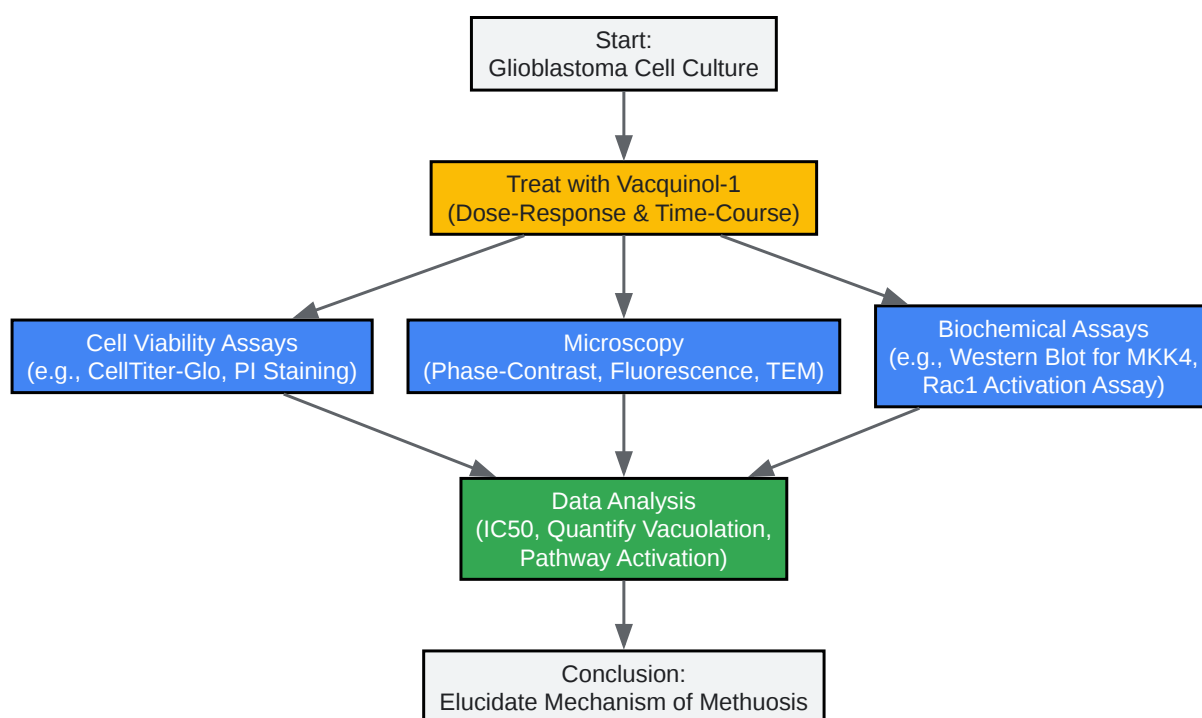 Start:
Glioblastoma Cell Culture
Treat with Vacquinol-1
(Dose-Response & Time-Course)
Cell Viability Assays
(e.g., CellTiter-Glo, PI Staining)
Microscopy
(Phase-Contrast, Fluorescence, TEM)
Biochemical Assays
(e.g., Western Blot for MKK4,
Rac1 Activation Assay)
Data Analysis
(IC50, Quantify Vacuolation,
Pathway Activation)
Conclusion:
Elucidate Mechanism of Methuosis